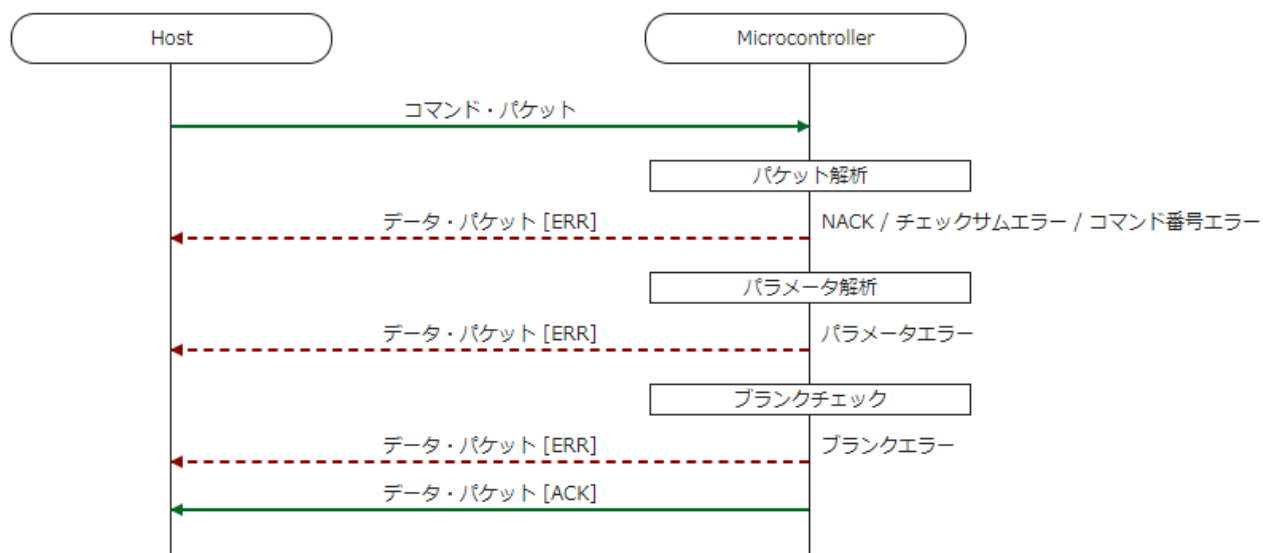 Host
Microcontroller
コマンド・パケット
パケット解析
データ・パケット [ERR]
NACK / チェックサムエラー / コマンド番号エラー
パラメータ解析
データ・パケット [ERR]
パラメータエラー
ブランクチェック
データ・パケット [ERR]
ブランクエラー
データ・パケット [ACK]